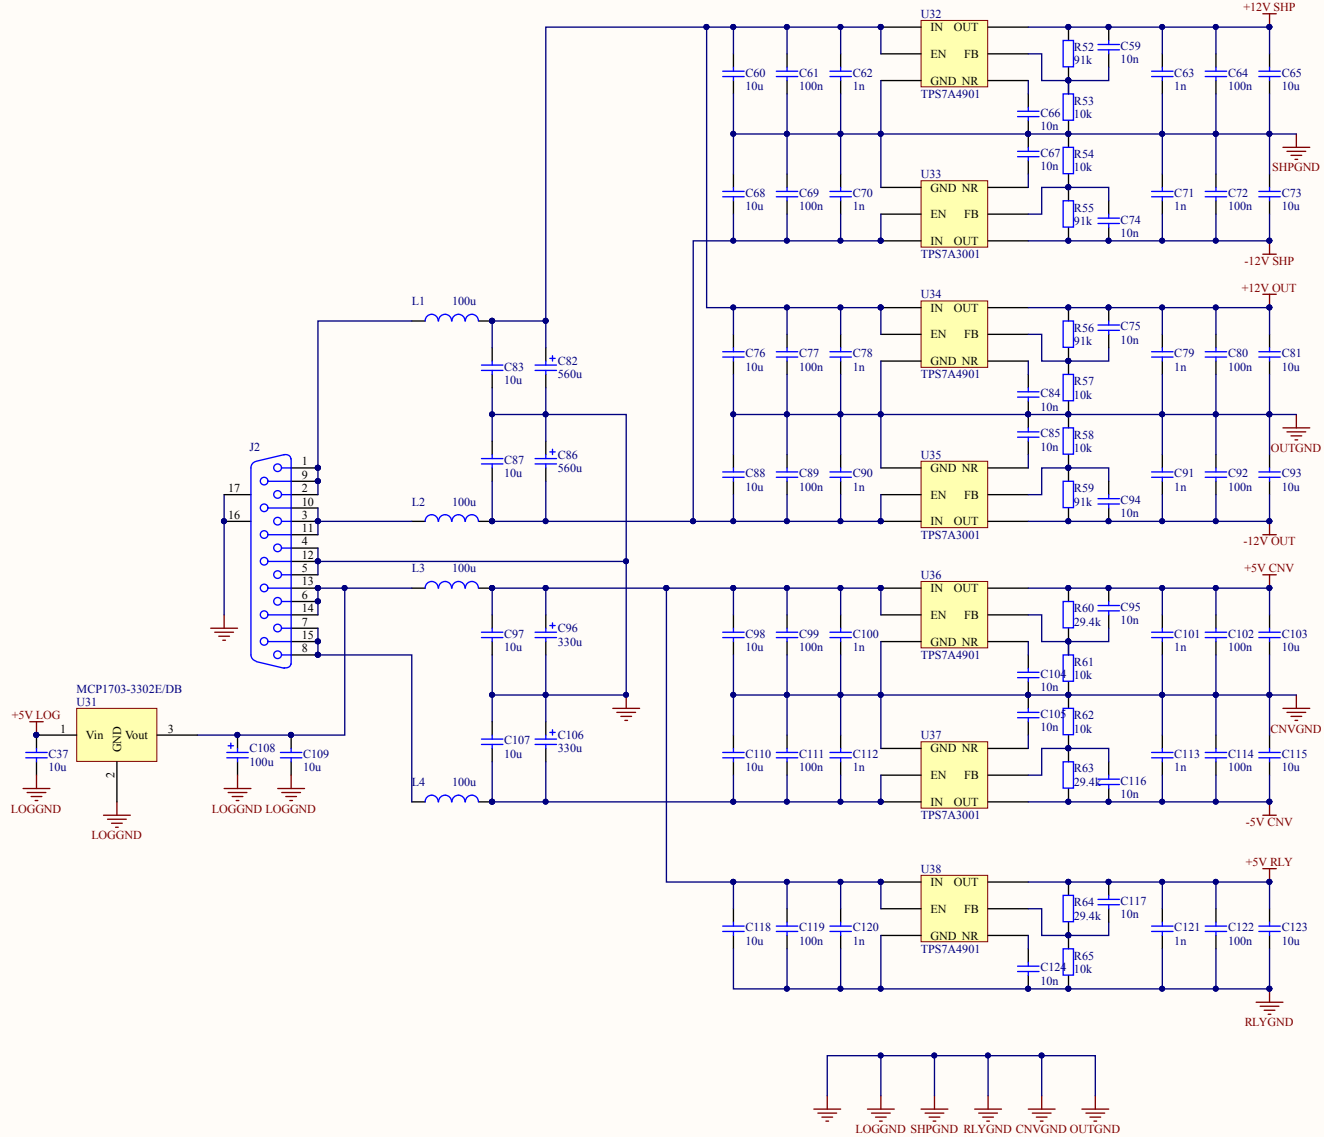 +12V SHP
U32
IN OUT
EN FB
GND NR
TPS7A4901
C60
10u
C61
100n
C62
1n
R52
91k
C59
10n
C63
1n
C64
100n
C65
10u
C66
10n
R53
10k
SHPGND
C67
10n
R54
10k
U33
GND NR
EN FB
IN OUT
TPS7A3001
C68
10u
C69
100n
C70
1n
R55
91k
C74
10n
C71
1n
C72
100n
C73
10u
-12V SHP
+12V OUT
U34
IN OUT
EN FB
GND NR
TPS7A4901
C76
10u
C77
100n
C78
1n
R56
91k
C75
10n
C79
1n
C80
100n
C81
10u
C84
10n
R57
10k
OUTGND
C85
10n
R58
10k
U35
GND NR
EN FB
IN OUT
TPS7A3001
C88
10u
C89
100n
C90
1n
R59
91k
C94
10n
C91
1n
C92
100n
C93
10u
-12V OUT
L1 100u
C83
10u
C82
560u
C87
10u
C86
560u
L2 100u
J2
1
9
2
10
3
11
4
12
5
13
6
14
7
15
8
17
16
L3 100u
C97
10u
C96
330u
C107
10u
C106
330u
L4 100u
+5V CNV
U36
IN OUT
EN FB
GND NR
TPS7A4901
C98
10u
C99
100n
C100
1n
R60
29.4k
C95
10n
C101
1n
C102
100n
C103
10u
C104
10n
R61
10k
CNVGND
C105
10n
R62
10k
U37
GND NR
EN FB
IN OUT
TPS7A3001
C110
10u
C111
100n
C112
1n
R63
29.4k
C116
10n
C113
1n
C114
100n
C115
10u
-5V CNV
MCP1703-3302E/DB
U31
+5V LOG
1
Vin
GND
Vout
3
2
C37
10u
LOGGND
LOGGND
C108
100u
C109
10u
LOGGND LOGGND
+5V RLY
U38
IN OUT
EN FB
GND NR
TPS7A4901
C118
10u
C119
100n
C120
1n
R64
29.4k
C117
10n
C121
1n
C122
100n
C123
10u
C124
10n
R65
10k
RLYGND
LOGGND SHPGND RLYGND CNVGND OUTGND